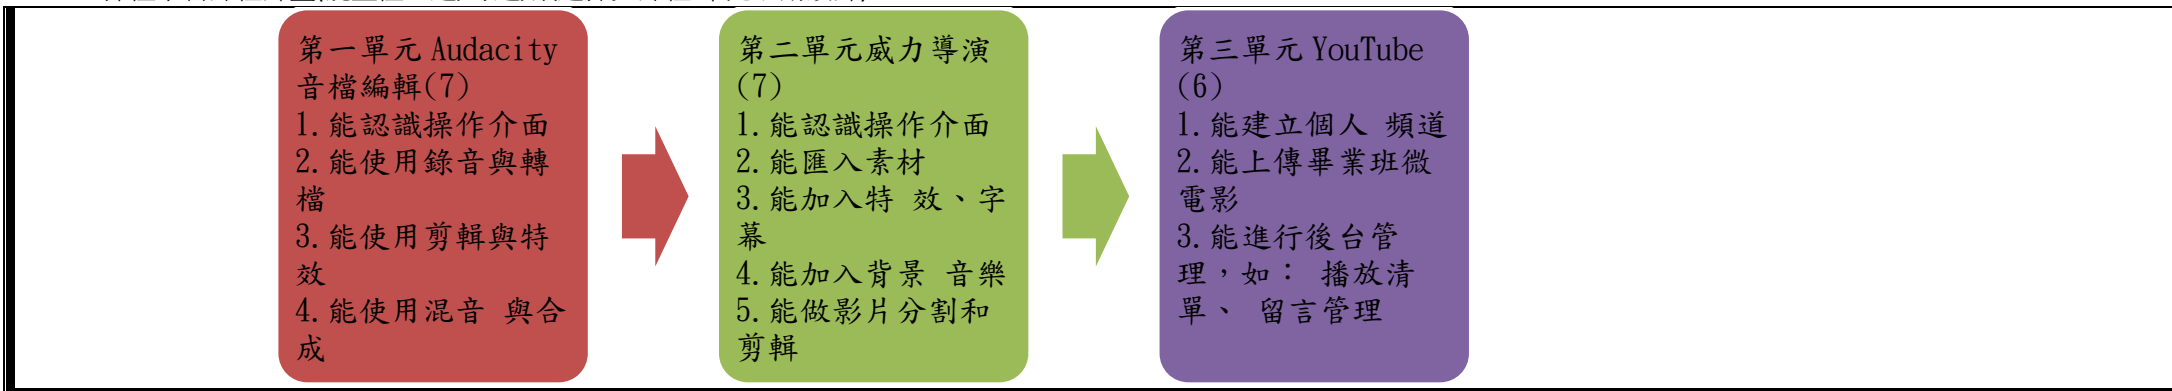 第一單元 Audacity
音檔編輯(7)
1.能認識操作介面
2.能使用錄音與轉
檔
3.能使用剪輯與特
效
4.能使用混音 與合
成
第二單元威力導演
(7)
1.能認識操作介面
2.能匯入素材
3.能加入特 效、字
幕
4.能加入背景 音樂
5.能做影片分割和
剪輯
第三單元 YouTube
(6)
1.能建立個人 頻道
2.能上傳畢業班微
電影
3.能進行後台管
理，如： 播放清
單、 留言管理